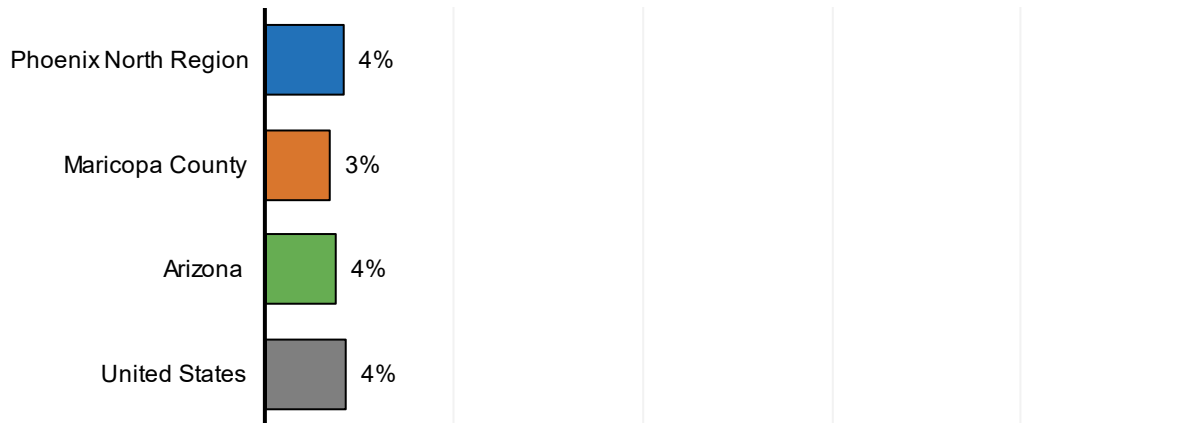 Phoenix North Region 4%
Maricopa County 3%
Arizona 4%
United States 4%